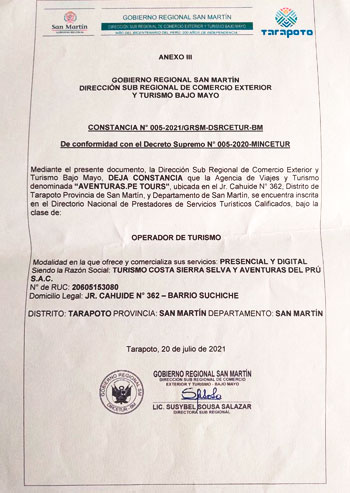 San Martín
GOBIERNO REGIONAL
GOBIERNO REGIONAL SAN MARTÍN
DIRECCIÓN SUB REGIONAL DE COMERCIO EXTERIOR Y TURISMO BAJO MAYO
"AÑO DEL BICENTENARIO DEL PERÚ: 200 AÑOS DE INDEPENDENCIA"
Tarapoto
ANEXO III
GOBIERNO REGIONAL SAN MARTÍN
DIRECCIÓN SUB REGIONAL DE COMERCIO EXTERIOR
Y TURISMO BAJO MAYO
CONSTANCIA N° 005-2021/GRSM-DSRCETUR-BM
De conformidad con el Decreto Supremo N° 005-2020-MINCETUR
Mediante el presente documento, la Dirección Sub Regional de Comercio Exterior y
Turismo Bajo Mayo, DEJA CONSTANCIA que la Agencia de Viajes y Turismo
denominada "AVENTURAS.PE TOURS", ubicada en el Jr. Cahuide N° 362, Distrito de
Tarapoto Provincia de San Martín, y Departamento de San Martín, se encuentra inscrita
en el Directorio Nacional de Prestadores de Servicios Turísticos Calificados, bajo la
clase de:
OPERADOR DE TURISMO
Modalidad en la que ofrece y comercializa sus servicios: PRESENCIAL Y DIGITAL
Siendo la Razón Social: TURISMO COSTA SIERRA SELVA Y AVENTURAS DEL PRÚ
S.A.C.
N° de RUC: 20605153080
Domicilio Legal: JR. CAHUIDE N° 362 – BARRIO SUCHICHE
DISTRITO: TARAPOTO PROVINCIA: SAN MARTÍN DEPARTAMENTO: SAN MARTÍN
Tarapoto, 20 de julio de 2021
GOBIERNO REGIONAL SAN MARTÍN
DIRECCIÓN SUB REGIONAL DE COMERCIO
EXTERIOR Y TURISMO - BAJO MAYO
LIC. SUSYBEL SOUSA SALAZAR
DIRECTORA SUB REGIONAL